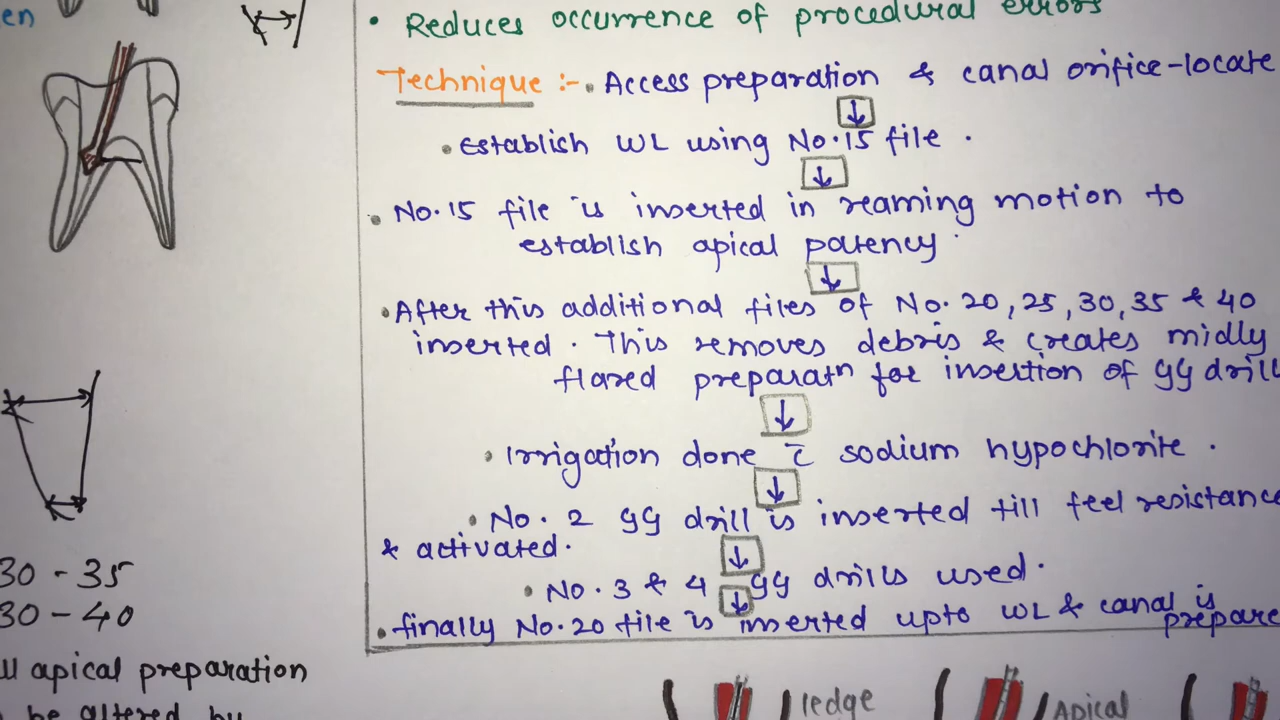 en
• Reduces occurrence of procedural errors
Technique :- • Access preparation & canal orifice-locate
↓
• Establish WL using No.15 file .
↓
• No.15 file is inserted in reaming motion to
establish apical patency .
↓
• After this additional files of No. 20, 25, 30, 35 & 40
inserted . This removes debris & creates midly
flared preparatn for insertion of GG drill
↓
• Irrigation done c̄ sodium hypochlorite .
↓
• No. 2 GG drill is inserted till feel resistance
& activated.
↓
• No. 3 & 4 GG drills used.
↓
• finally No.20 file is inserted upto WL & canal is
prepare
30 - 35
30 - 40
ll apical preparation
be altered by
ledge
Apical